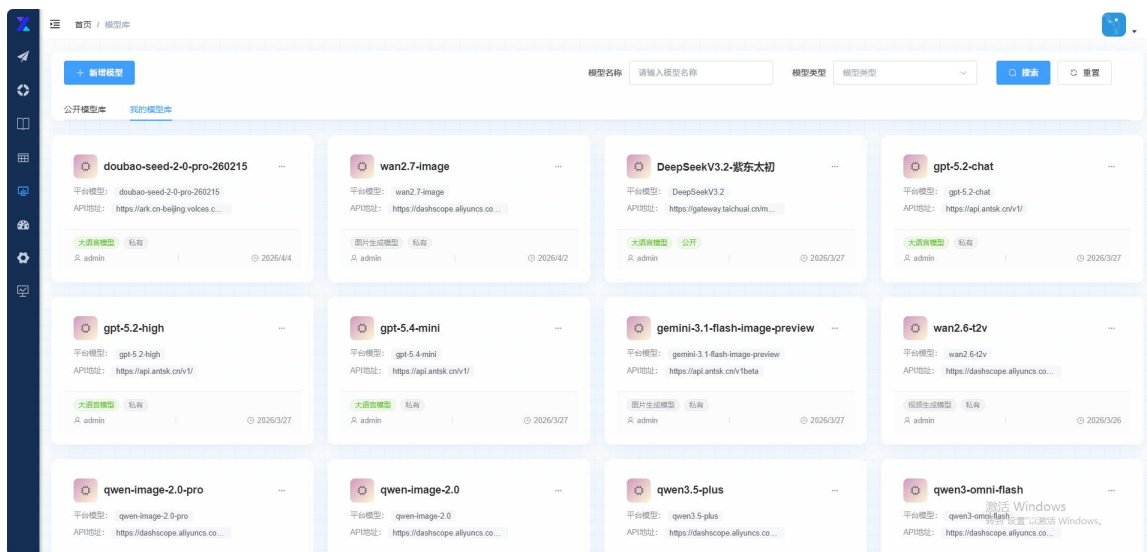 首页 / 模型库
+ 新增模型
模型名称 请输入模型名称 模型类型 模型类型 搜索 重置
公开模型库 我的模型库
doubao-seed-2-0-pro-260215 ...
平台模型: doubao-seed-2-0-pro-260215
API地址: https://ark.cn-beijing.volces.c...
大语言模型 私有
admin 2026/4/4
wan2.7-image ...
平台模型: wan2.7-image
API地址: https://dashscope.aliyuncs.co...
图片生成模型 私有
admin 2026/4/2
DeepSeekV3.2-紫东太初 ...
平台模型: DeepSeekV3.2
API地址: https://gateway.taichuai.cn/m...
大语言模型 公开
admin 2026/3/27
gpt-5.2-chat ...
平台模型: gpt-5.2-chat
API地址: https://api.antsk.cn/v1/
大语言模型 私有
admin 2026/3/27
gpt-5.2-high ...
平台模型: gpt-5.2-high
API地址: https://api.antsk.cn/v1/
大语言模型 私有
admin 2026/3/27
gpt-5.4-mini ...
平台模型: gpt-5.4-mini
API地址: https://api.antsk.cn/v1/
大语言模型 私有
admin 2026/3/27
gemini-3.1-flash-image-preview ...
平台模型: gemini-3.1-flash-image-preview
API地址: https://api.antsk.cn/v1beta
图片生成模型 私有
admin 2026/3/27
wan2.6-t2v ...
平台模型: wan2.6-t2v
API地址: https://dashscope.aliyuncs.co...
视频生成模型 私有
admin 2026/3/26
qwen-image-2.0-pro ...
平台模型: qwen-image-2.0-pro
API地址: https://dashscope.aliyuncs.co...
qwen-image-2.0 ...
平台模型: qwen-image-2.0
API地址: https://dashscope.aliyuncs.co...
qwen3.5-plus ...
平台模型: qwen3.5-plus
API地址: https://dashscope.aliyuncs.co...
qwen3-omni-flash ...
平台模型: qwen3-omni-flash
API地址: https://dashscope.aliyuncs.co...
激活 Windows
转到"设置"以激活 Windows。